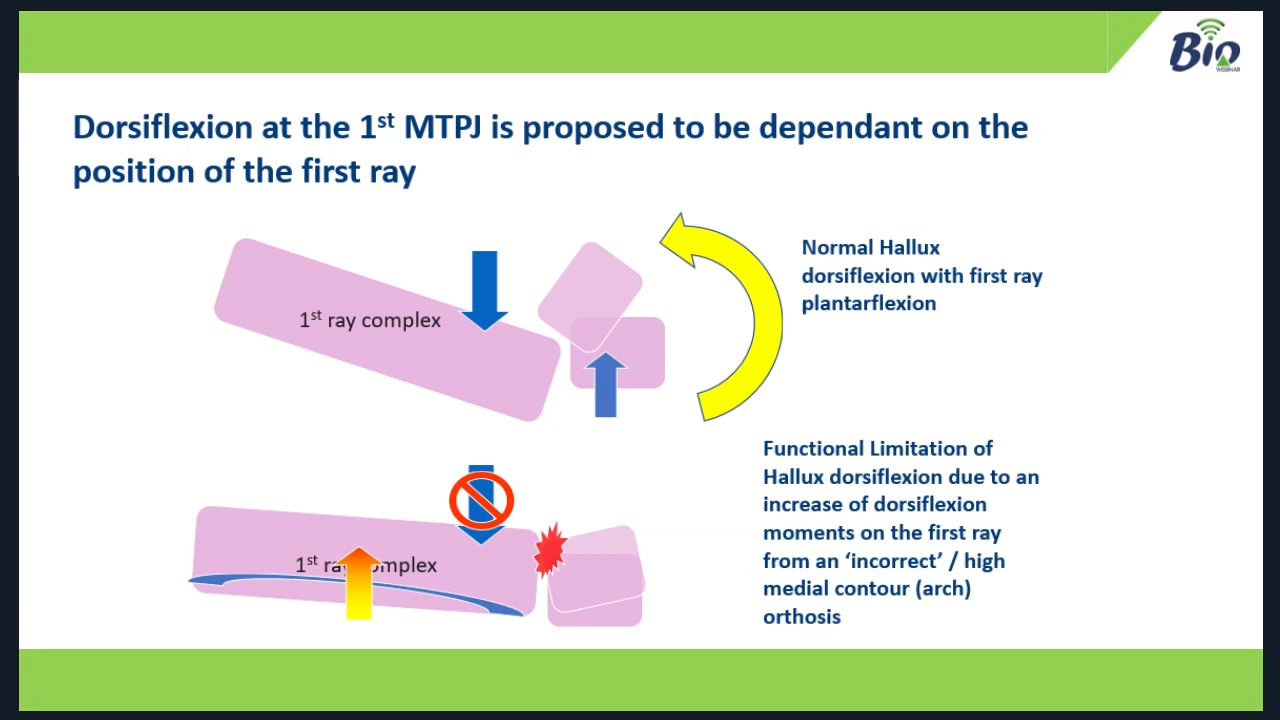 Bio
WEBINAR
Dorsiflexion at the 1st MTPJ is proposed to be dependant on the
position of the first ray
1st ray complex
Normal Hallux
dorsiflexion with first ray
plantarflexion
1st ray complex
Functional Limitation of
Hallux dorsiflexion due to an
increase of dorsiflexion
moments on the first ray
from an ‘incorrect’ / high
medial contour (arch)
orthosis